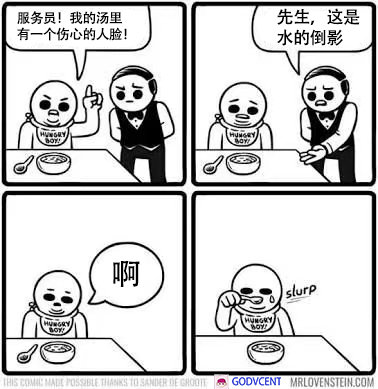 服务员！我的汤里
有一个伤心的人脸！
HUNGRY
BOY!
先生，这是
水的倒影
HUNGRY
BOY!
啊
HUNGRY
BOY!
slurp
HUNGRY
BOY!
THIS COMIC MADE POSSIBLE THANKS TO SANDER DE GROOTE
GODVCENT
MRLOVENSTEIN.COM